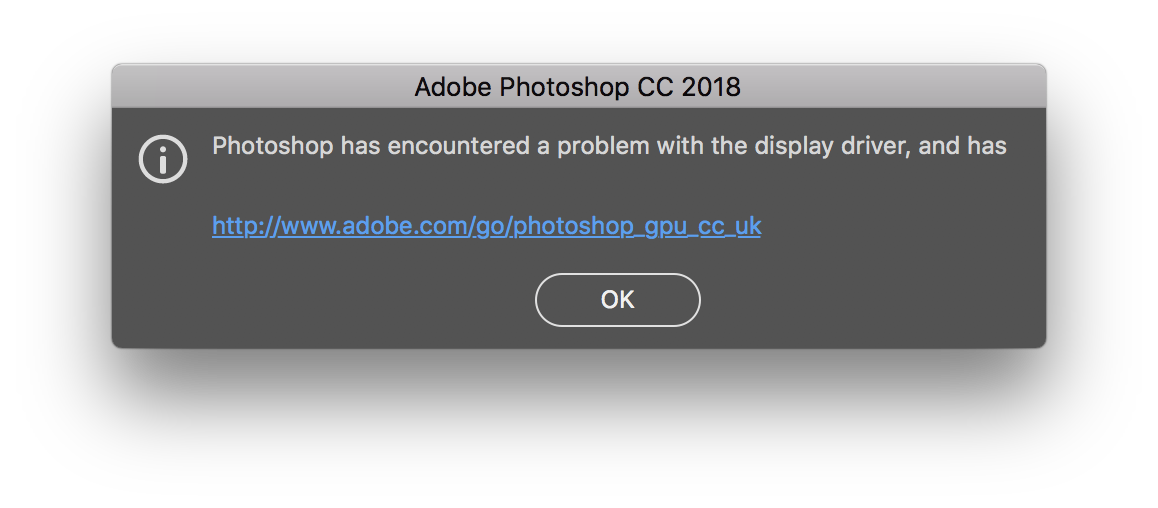 Adobe Photoshop CC 2018
Photoshop has encountered a problem with the display driver, and has
http://www.adobe.com/go/photoshop_gpu_cc_uk
OK